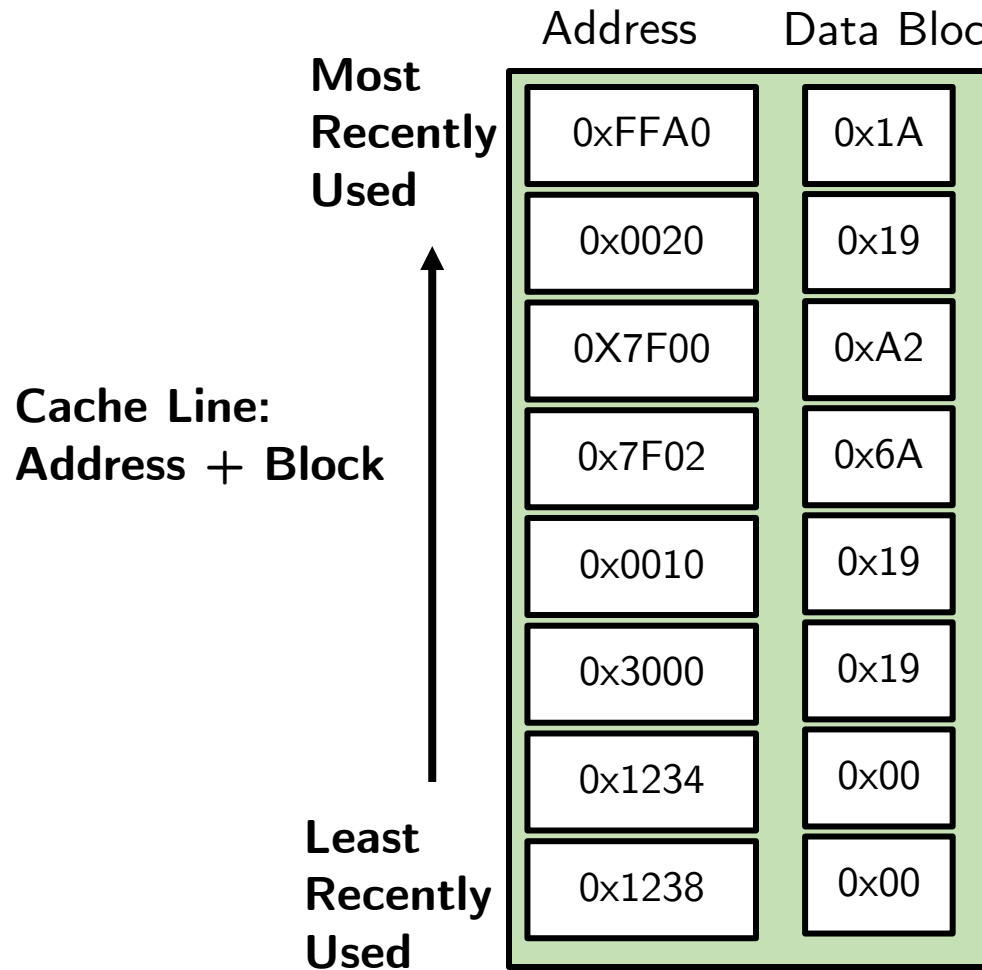 Address Data Bloc
Most
Recently
Used
0xFFA0 0x1A
0x0020 0x19
0X7F00 0xA2
Cache Line:
Address + Block
0x7F02 0x6A
0x0010 0x19
0x3000 0x19
0x1234 0x00
Least
Recently
Used
0x1238 0x00